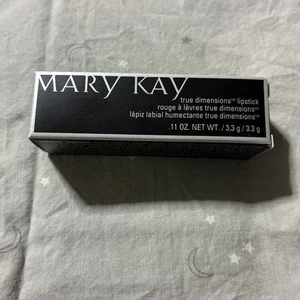 MARY KAY
true dimensions™ lipstick
rouge à lèvres true dimensions™
lápiz labial humectante true dimensions™
.11 OZ. NET WT. / 3,3 g / 3.3 g